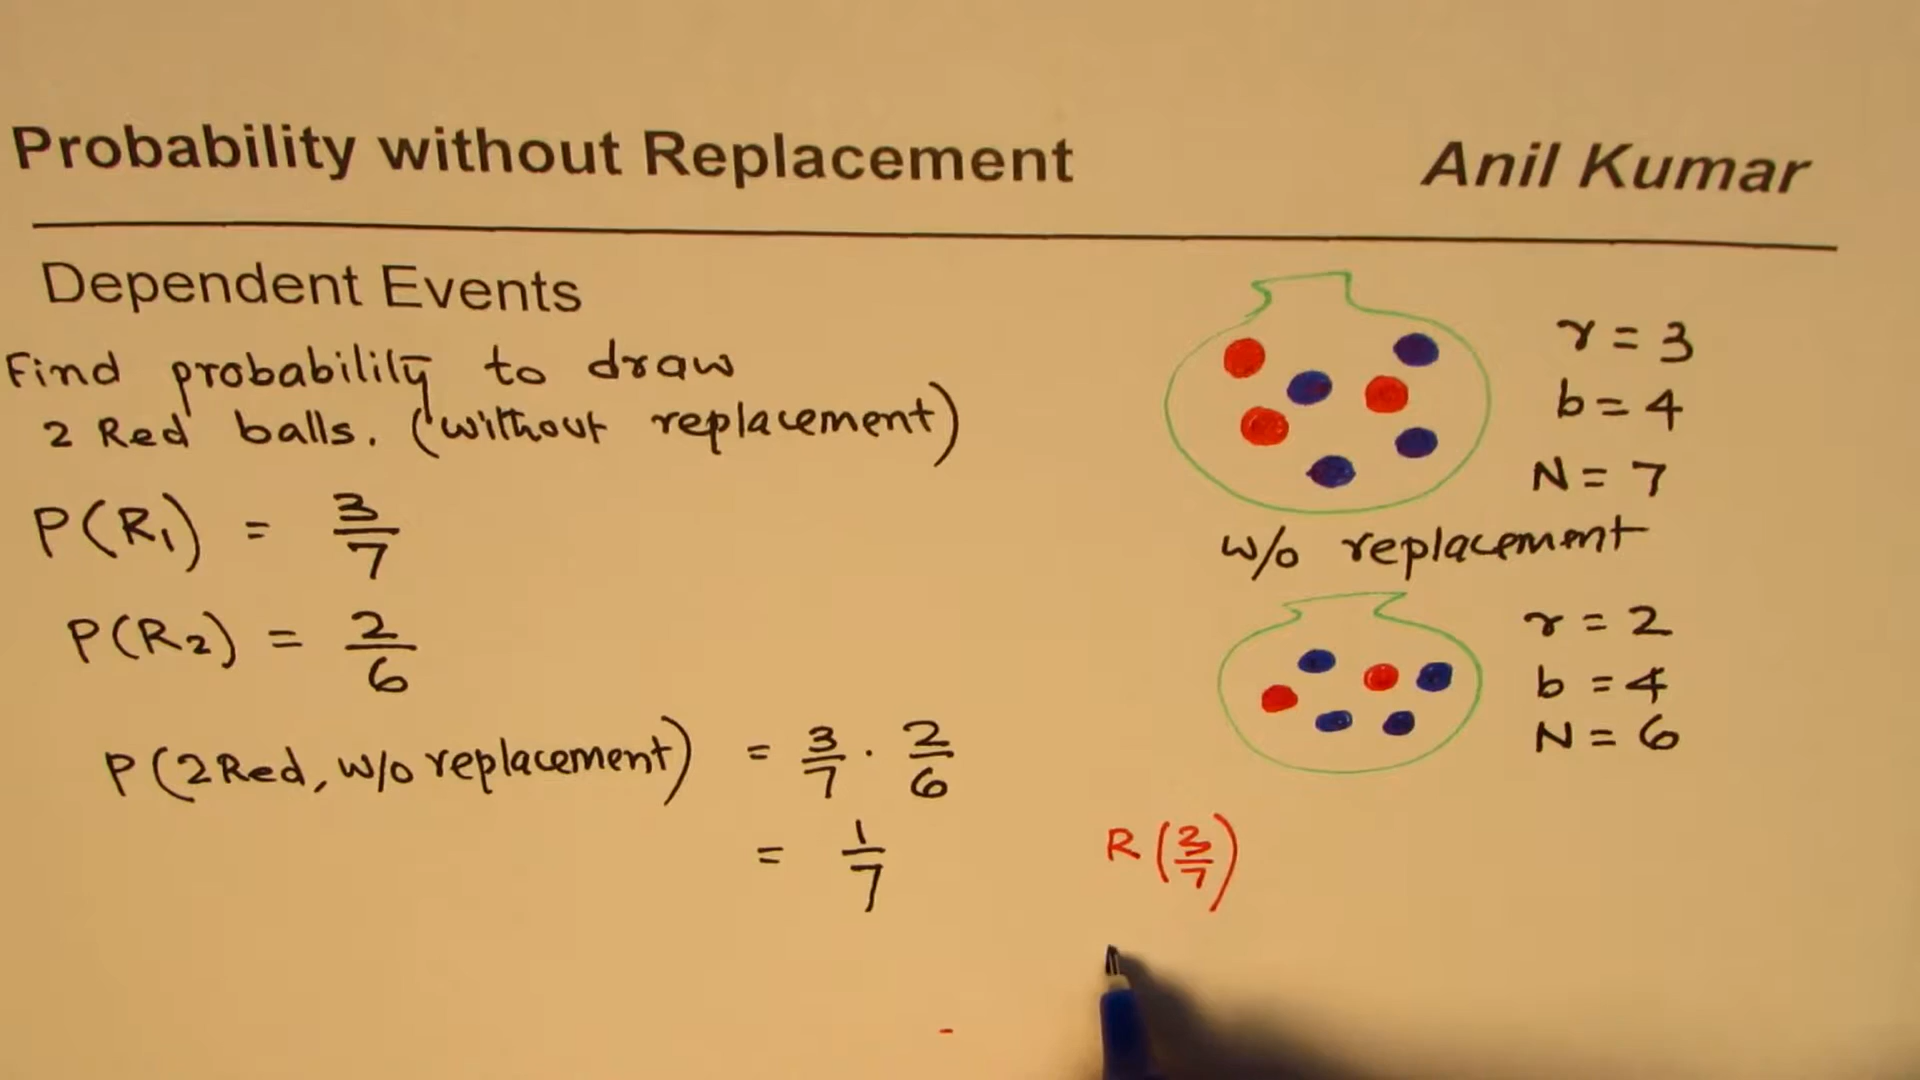 Probability without Replacement
Anil Kumar
Dependent Events
Find probability to draw
2 Red balls. (without replacement)
P(R₁) = 3/7
P(R₂) = 2/6
P(2Red, w/o replacement) = 3/7 · 2/6
= 1/7
r = 3
b = 4
N = 7
w/o replacement
r = 2
b = 4
N = 6
R (3/7)